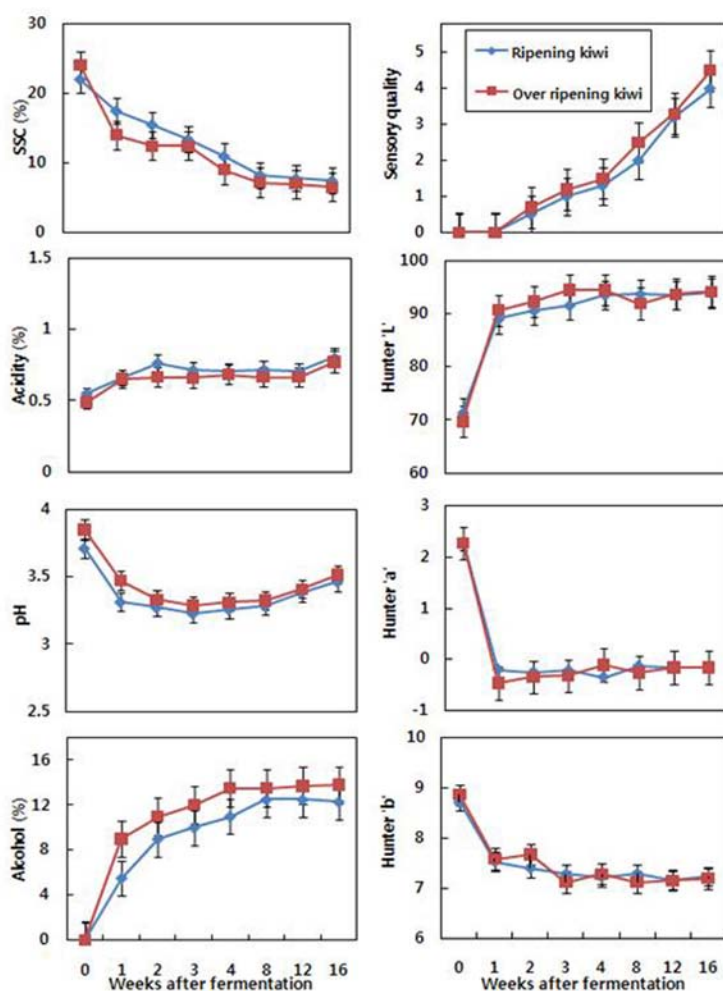 SSC (%)
30
20
10
0
Sensory quality
5
4
3
2
1
0
Ripening kiwi
Over ripening kiwi
Acidity (%)
1.5
1
0.5
0
Hunter 'L'
100
90
80
70
60
pH
4
3.5
3
2.5
Hunter 'a'
3
2
1
0
-1
Alkohol (%)
16
12
8
4
0
0 1 2 3 4 8 12 16
Weeks after fermentation
Hunter 'b'
10
9
8
7
6
0 1 2 3 4 8 12 16
Weeks after fermentation